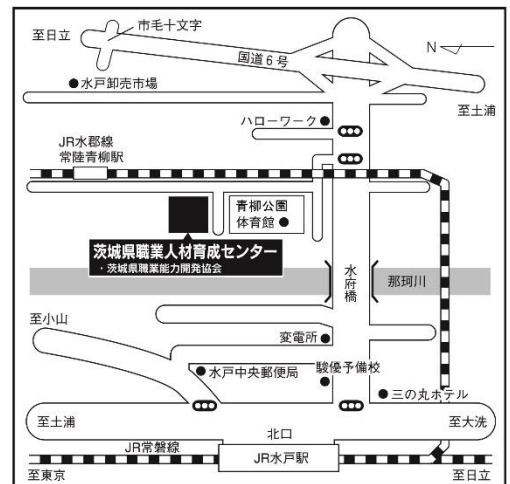 市毛十文字
至日立
国道6号
N
水戸卸売市場
至土浦
ハローワーク
JR水郡線
常陸青柳駅
青柳公園
体育館
茨城県職業人材育成センター
・茨城県職業能力開発協会
水府橋
那珂川
至小山
変電所
水戸中央郵便局
駿優予備校
三の丸ホテル
至土浦
北口
至大洗
JR常磐線
JR水戸駅
至東京
至日立